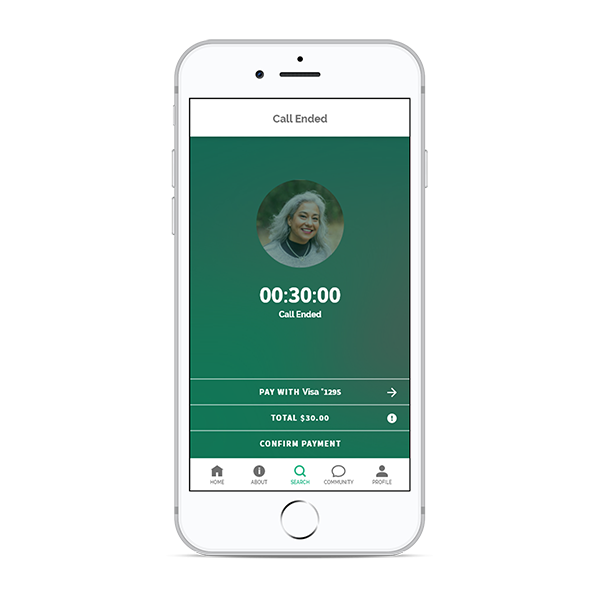 Call Ended
00:30:00
Call Ended
PAY WITH Visa *1295
TOTAL $30.00
CONFIRM PAYMENT
HOME ABOUT SEARCH COMMUNITY PROFILE